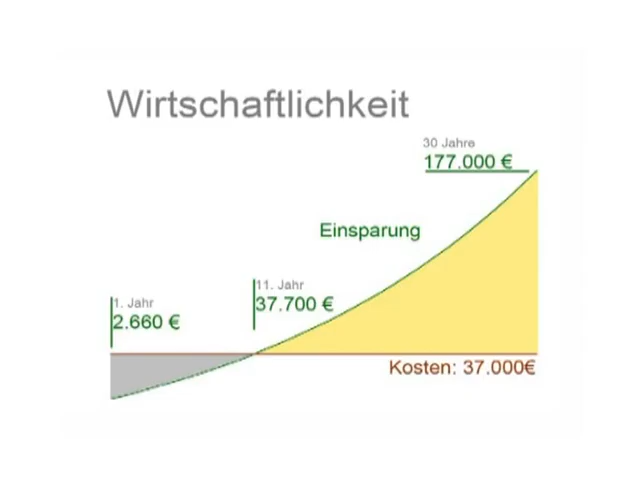 Wirtschaftlichkeit
30 Jahre
177.000 €
Einsparung
11. Jahr
37.700 €
1. Jahr
2.660 €
Kosten: 37.000€